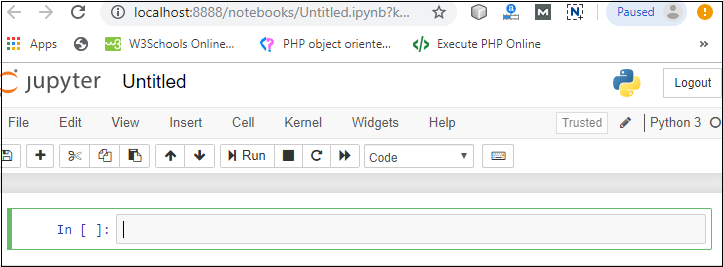 localhost:8888/notebooks/Untitled.ipynb?k... Paused
Apps W3Schools Online... PHP object oriente... Execute PHP Online »
jupyter Untitled Logout
File Edit View Insert Cell Kernel Widgets Help Trusted Python 3
Run Code
In [ ]: